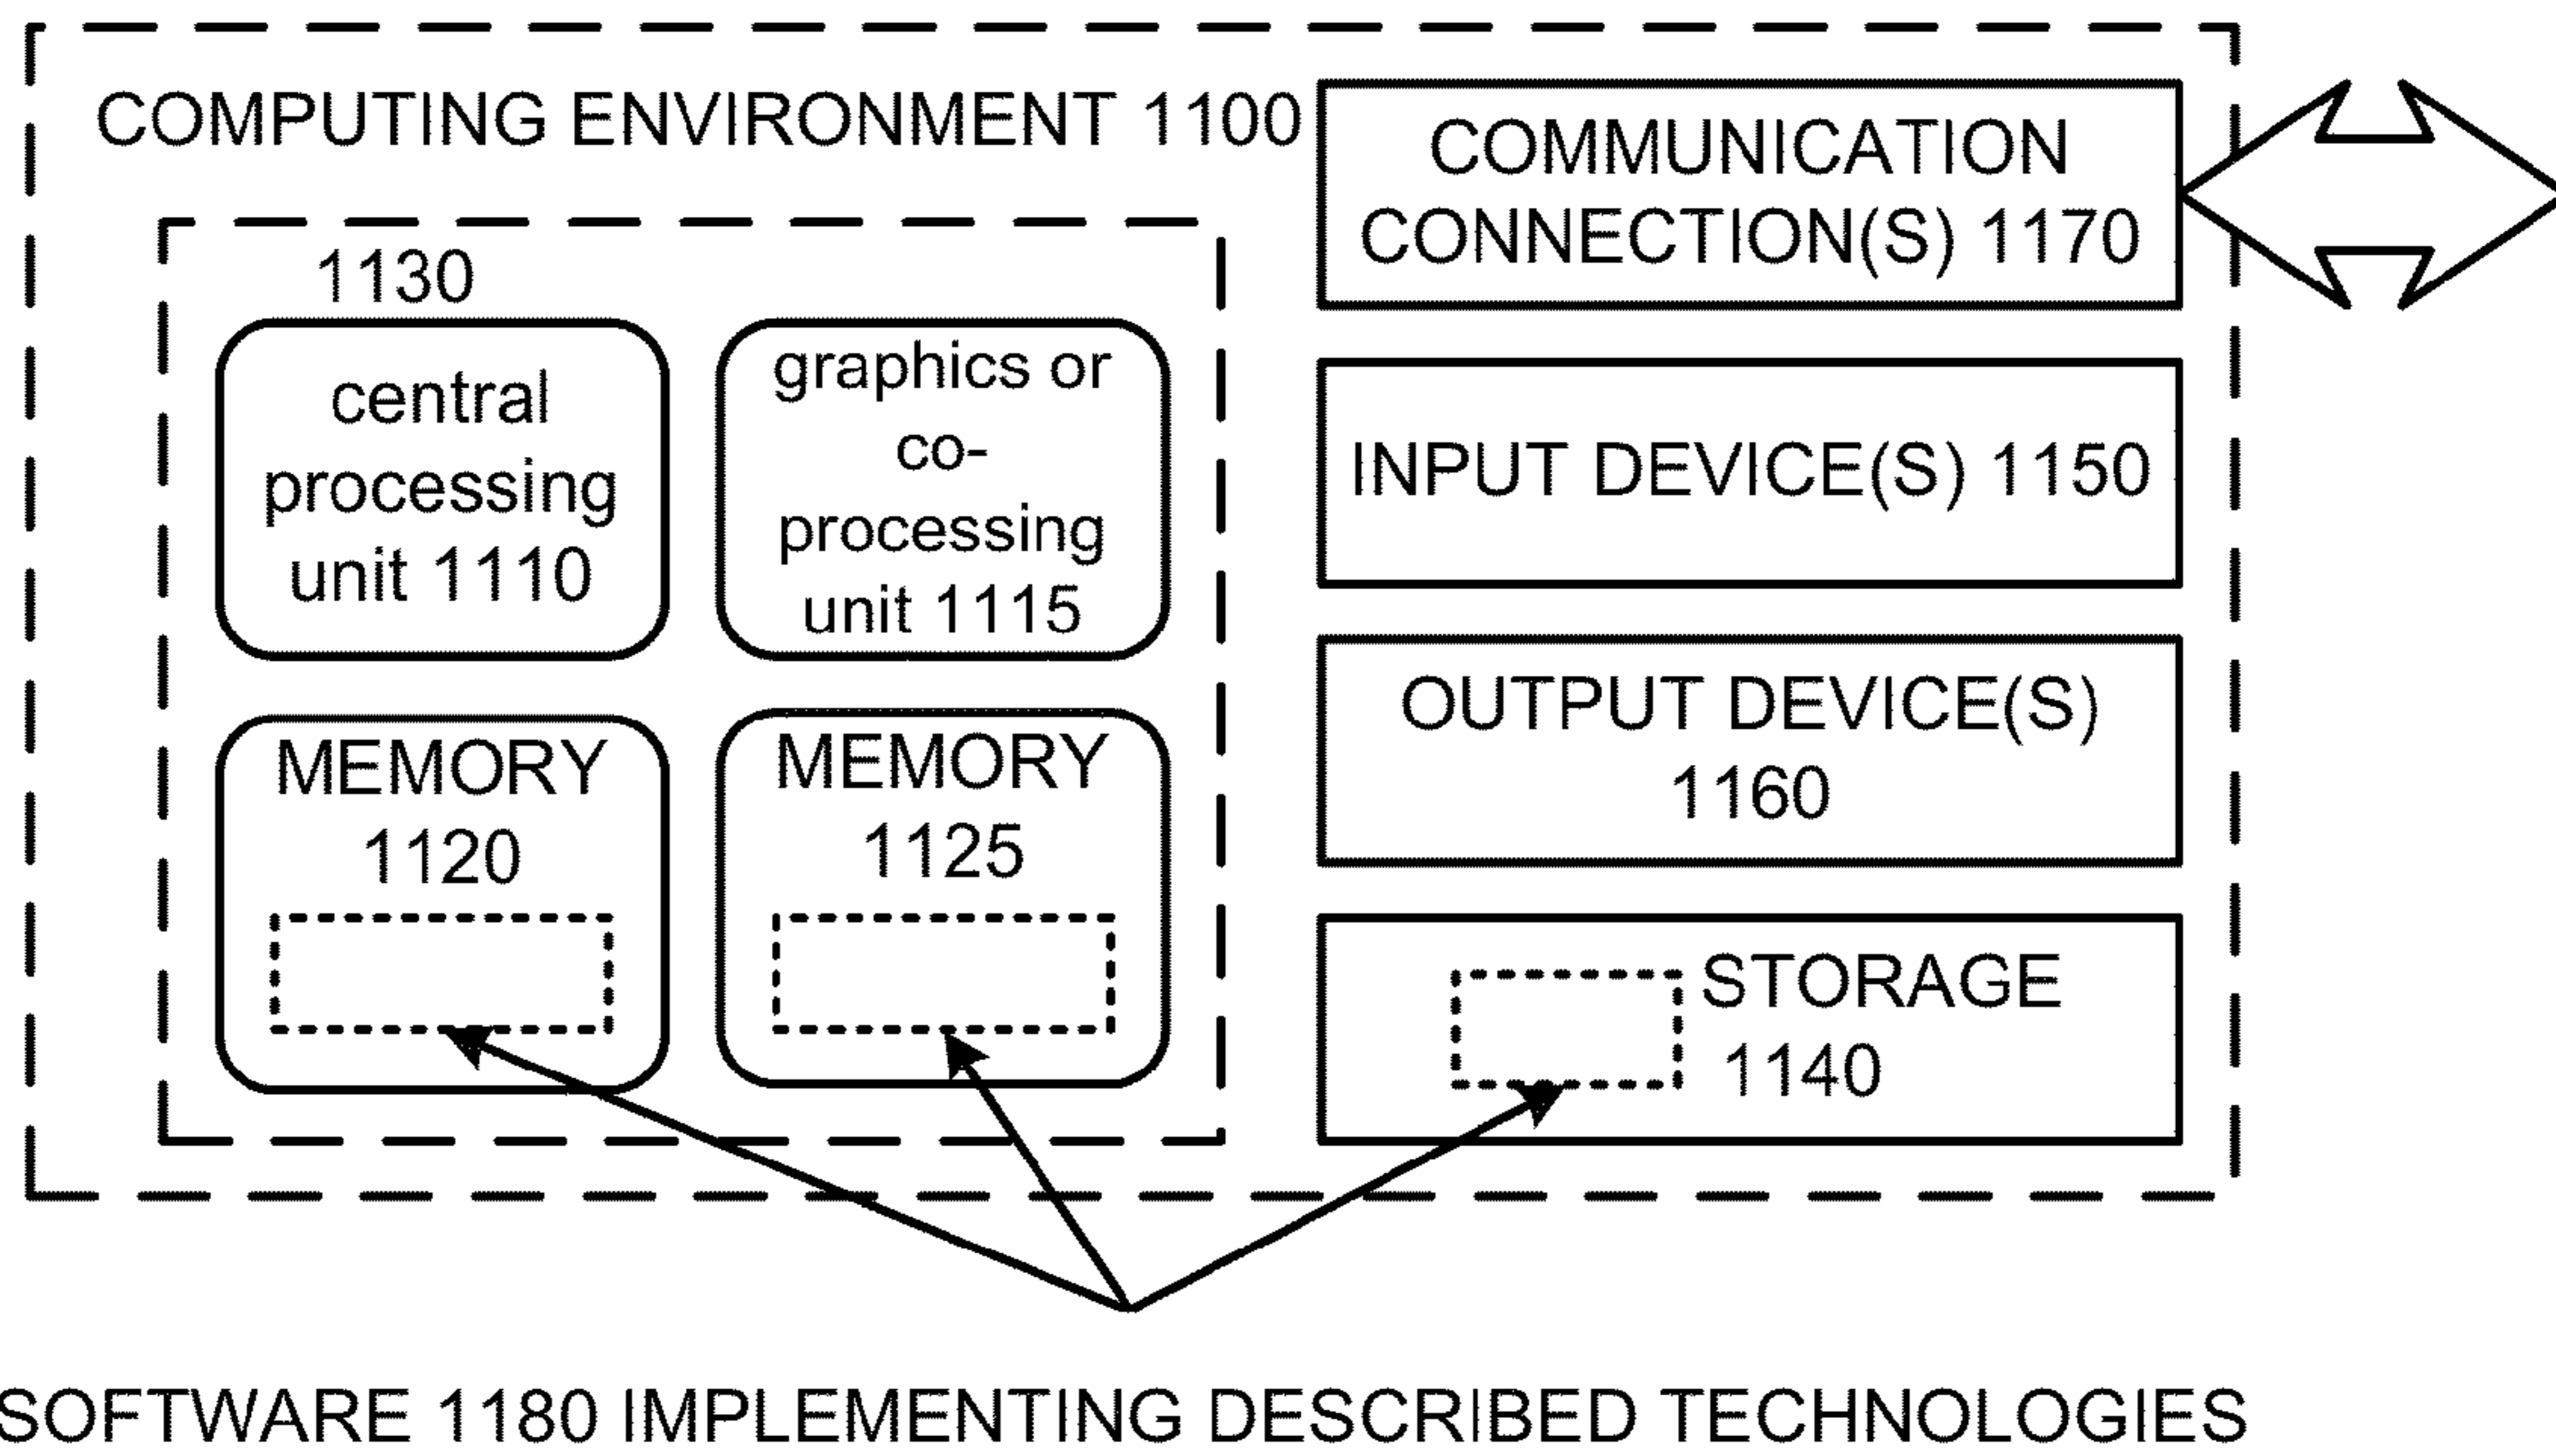 COMPUTING ENVIRONMENT 1100
1130
central
processing
unit 1110
graphics or
co-
processing
unit 1115
MEMORY
1120
MEMORY
1125
COMMUNICATION
CONNECTION(S) 1170
INPUT DEVICE(S) 1150
OUTPUT DEVICE(S)
1160
STORAGE
1140
SOFTWARE 1180 IMPLEMENTING DESCRIBED TECHNOLOGIES